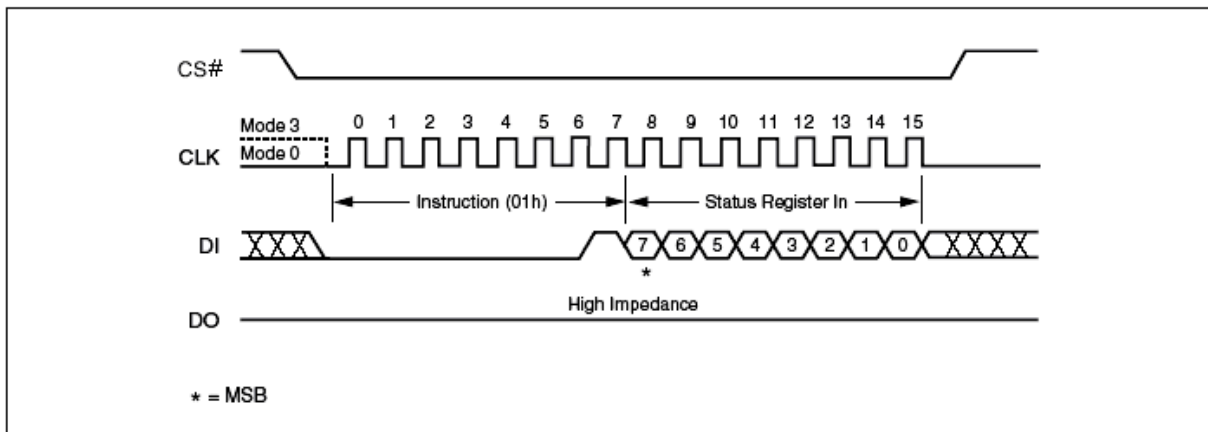 CS#
Mode 3
0 1 2 3 4 5 6 7 8 9 10 11 12 13 14 15
CLK
Mode 0
Instruction (01h)
Status Register In
DI
7 6 5 4 3 2 1 0
*
High Impedance
DO
* = MSB